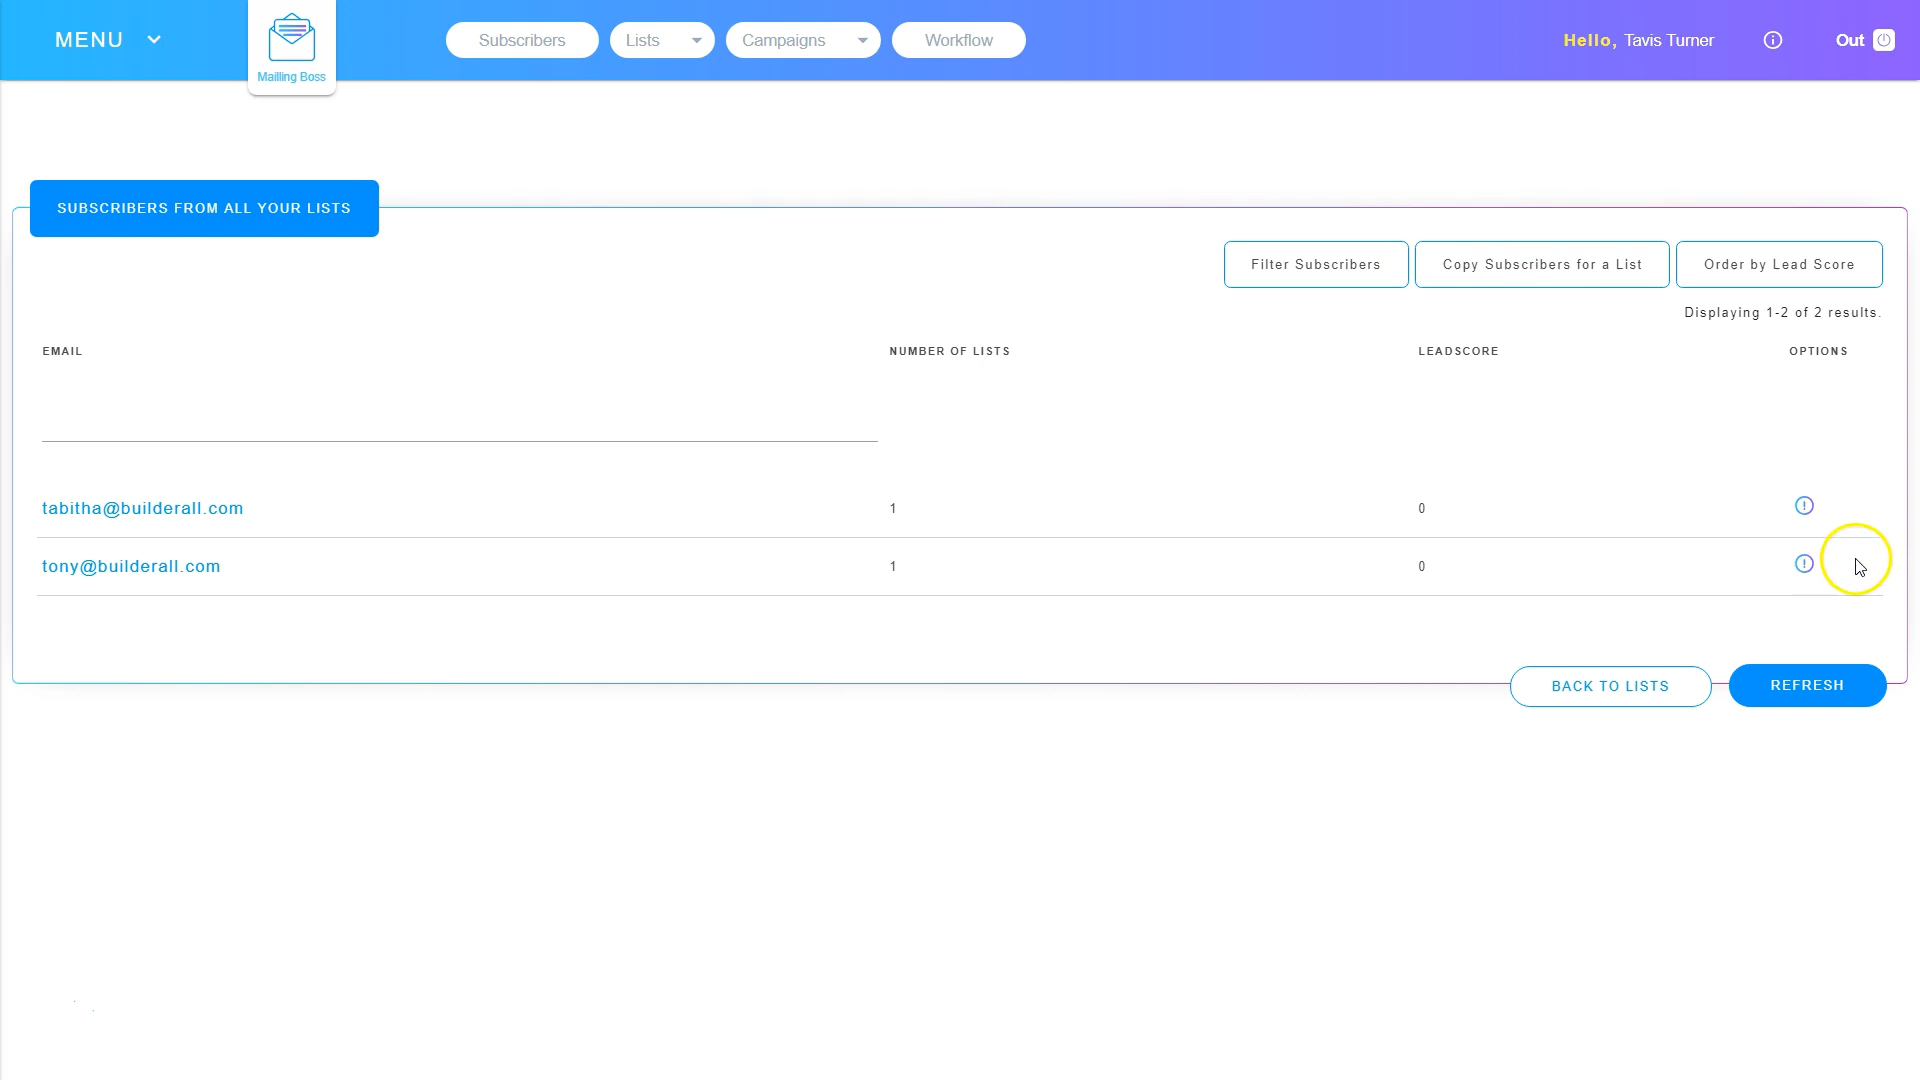 MENU
Mailling Boss
Subscribers
Lists
Campaigns
Workflow
Hello, Tavis Turner
Out
SUBSCRIBERS FROM ALL YOUR LISTS
Filter Subscribers
Copy Subscribers for a List
Order by Lead Score
Displaying 1-2 of 2 results.
EMAIL NUMBER OF LISTS LEADSCORE OPTIONS
tabitha@builderall.com 1 0
tony@builderall.com 1 0
BACK TO LISTS
REFRESH